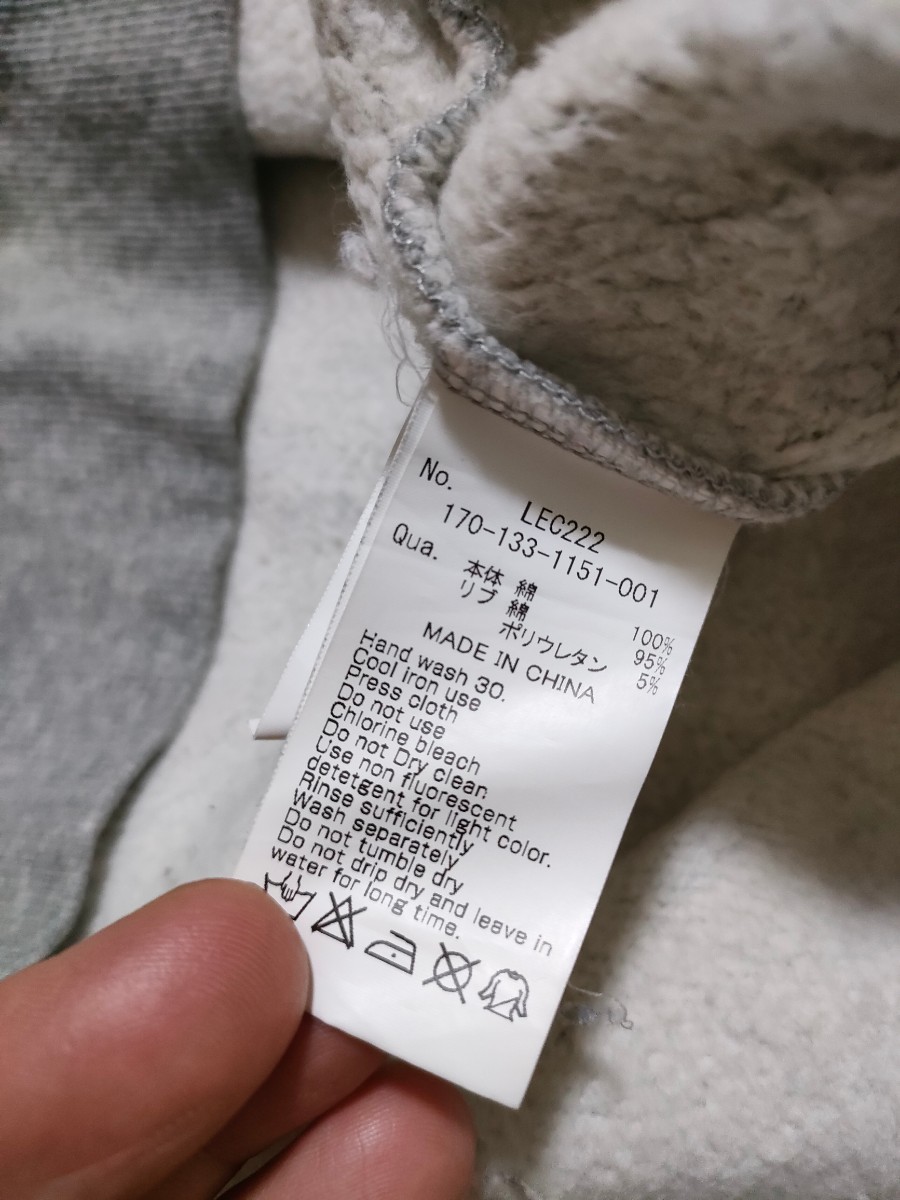 No.
LEC222
170-133-1151-001
Qua.
本体 綿 100%
リブ 綿 95%
ポリウレタン 5%
MADE IN CHINA
Hand wash 30.
Cool iron use
Press cloth
Do not use
Chlorine bleach
Do not Dry clean.
Use non fluorescent
detetgent for light color.
Rinse sufficiently
Wash separately
Do not tumble dry
Do not drip dry and leave in
water for long time.